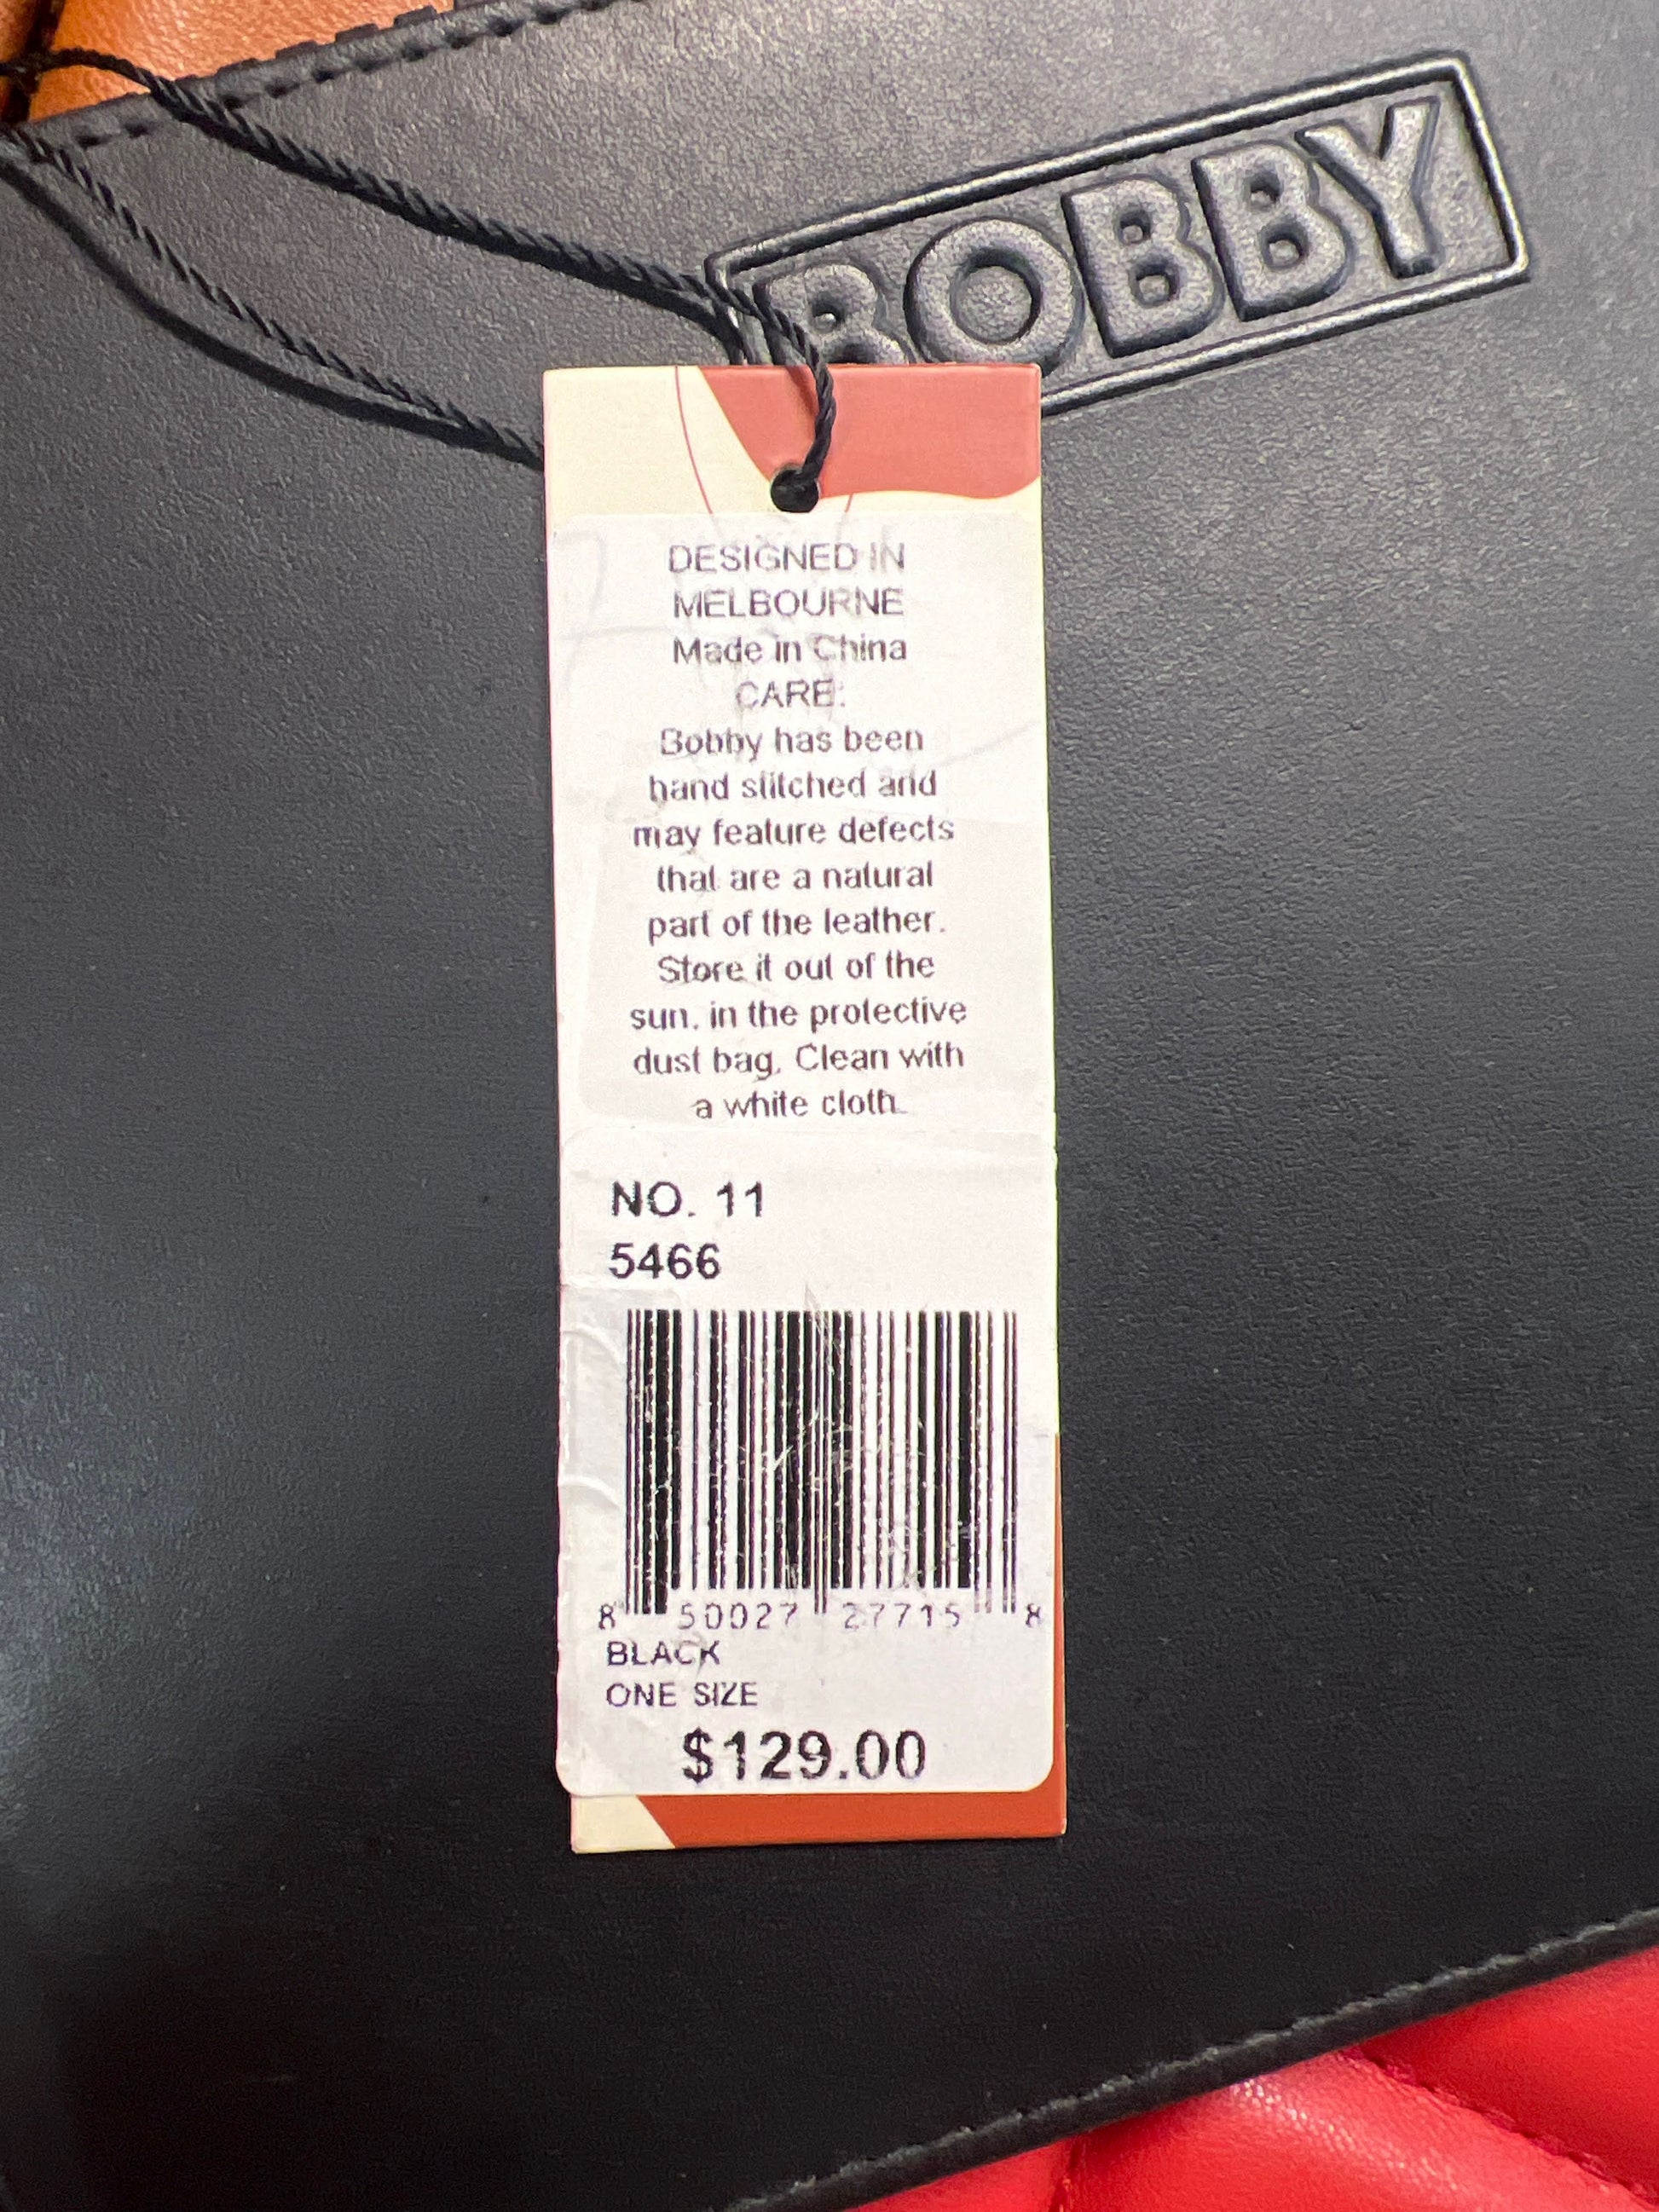 BOBBY
DESIGNED IN
MELBOURNE
Made in China
CARE:
Bobby has been
hand stitched and
may feature defects
that are a natural
part of the leather.
Store it out of the
sun, in the protective
dust bag, Clean with
a white cloth.
NO. 11
5466
8 50027 27715 8
BLACK
ONE SIZE
$129.00